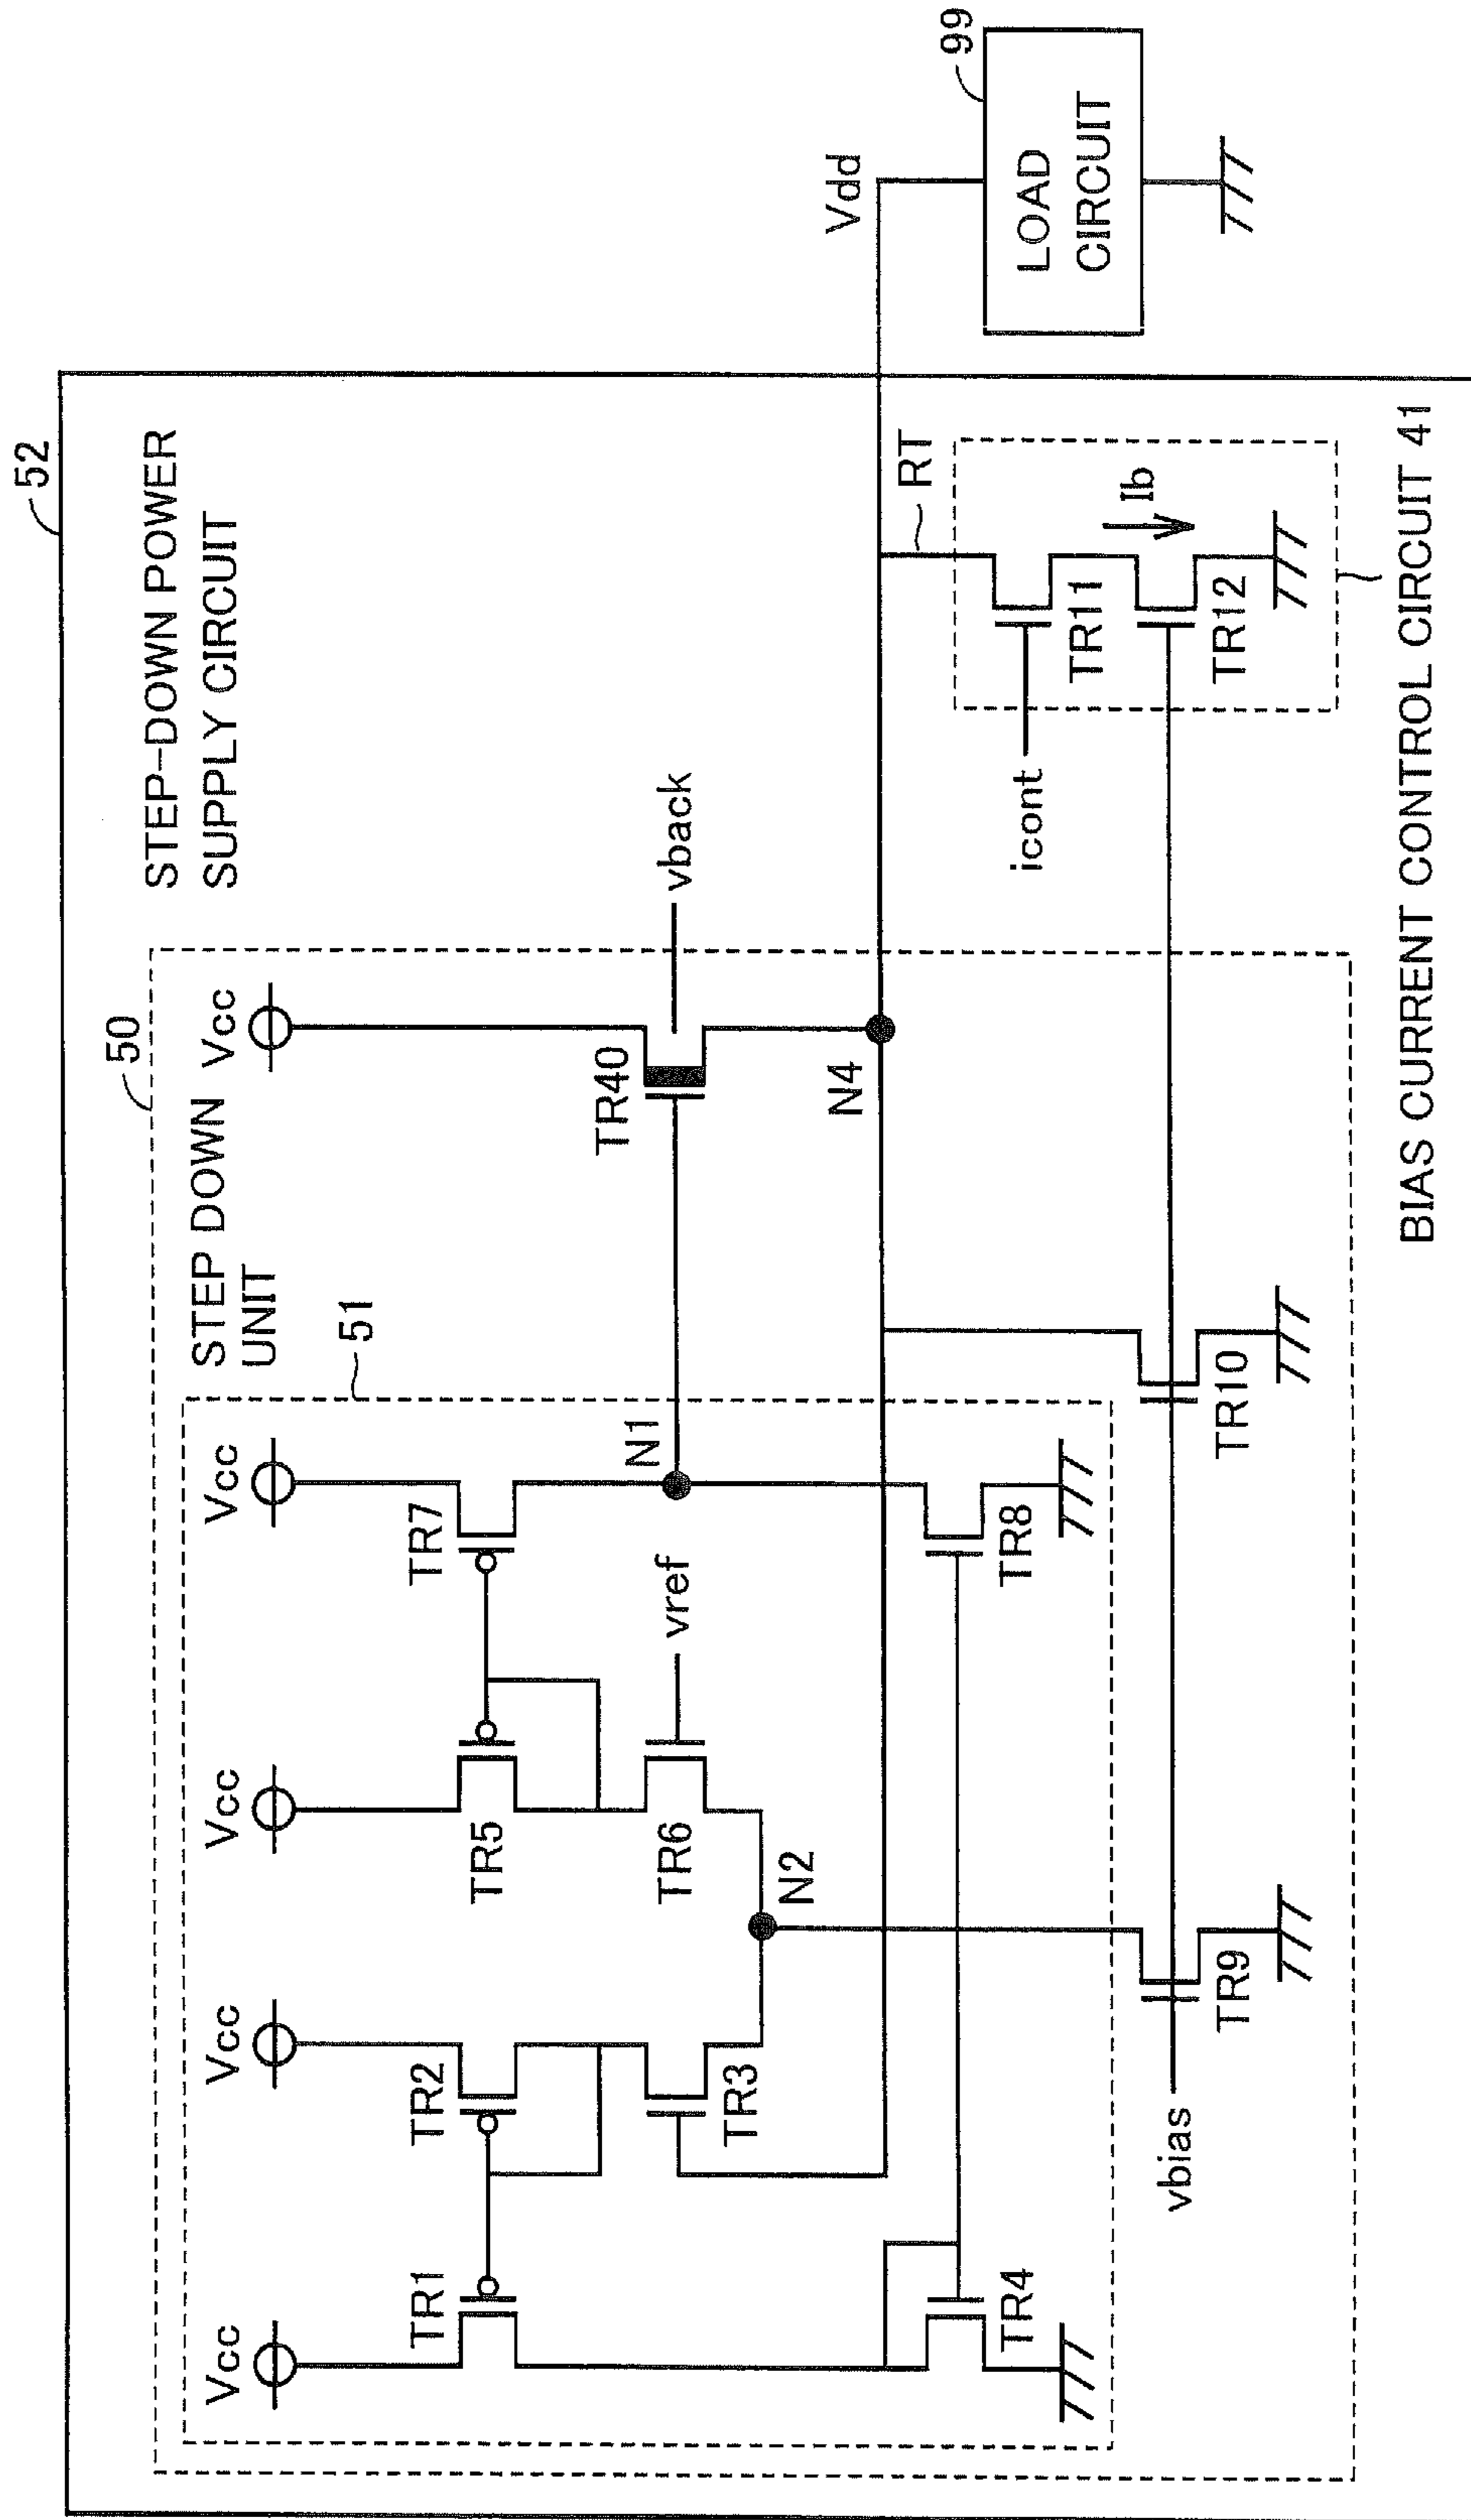 52
STEP-DOWN POWER
SUPPLY CIRCUIT
50
STEP DOWN
UNIT
51
Vcc
Vcc
Vcc
Vcc
Vcc
TR1
TR2
TR5
TR7
TR40
TR3
TR6
vref
N1
vback
N2
N4
Vdd
99
LOAD
CIRCUIT
RT
TR4
TR8
icont
TR11
Ib
vbias
TR9
TR10
TR12
BIAS CURRENT CONTROL CIRCUIT 41